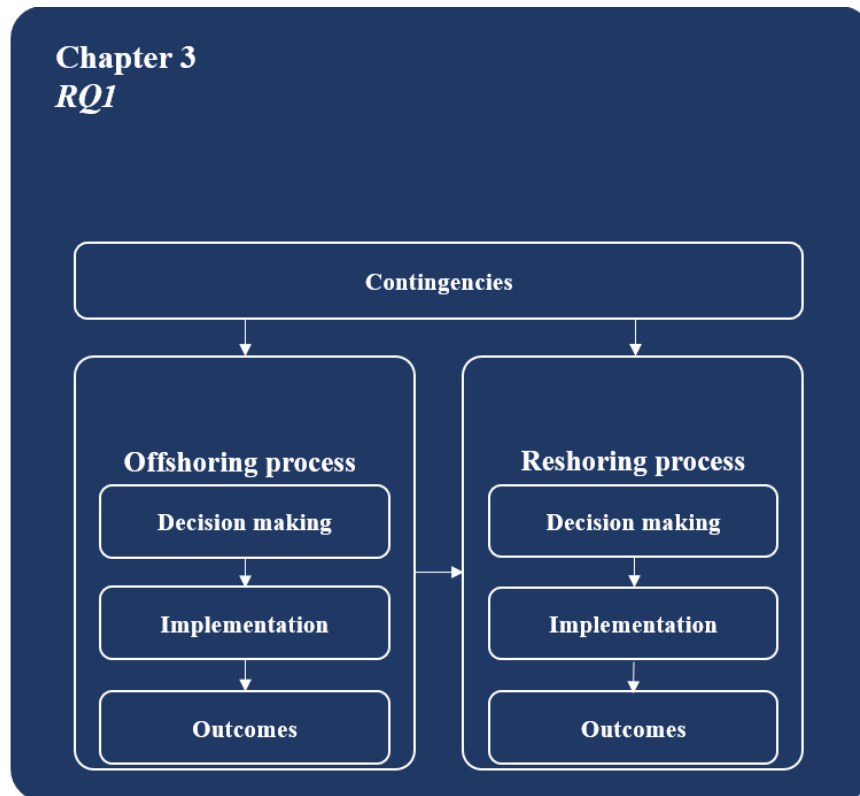 Chapter 3
RQ1
Contingencies
Offshoring process
Decision making
Implementation
Outcomes
Reshoring process
Decision making
Implementation
Outcomes